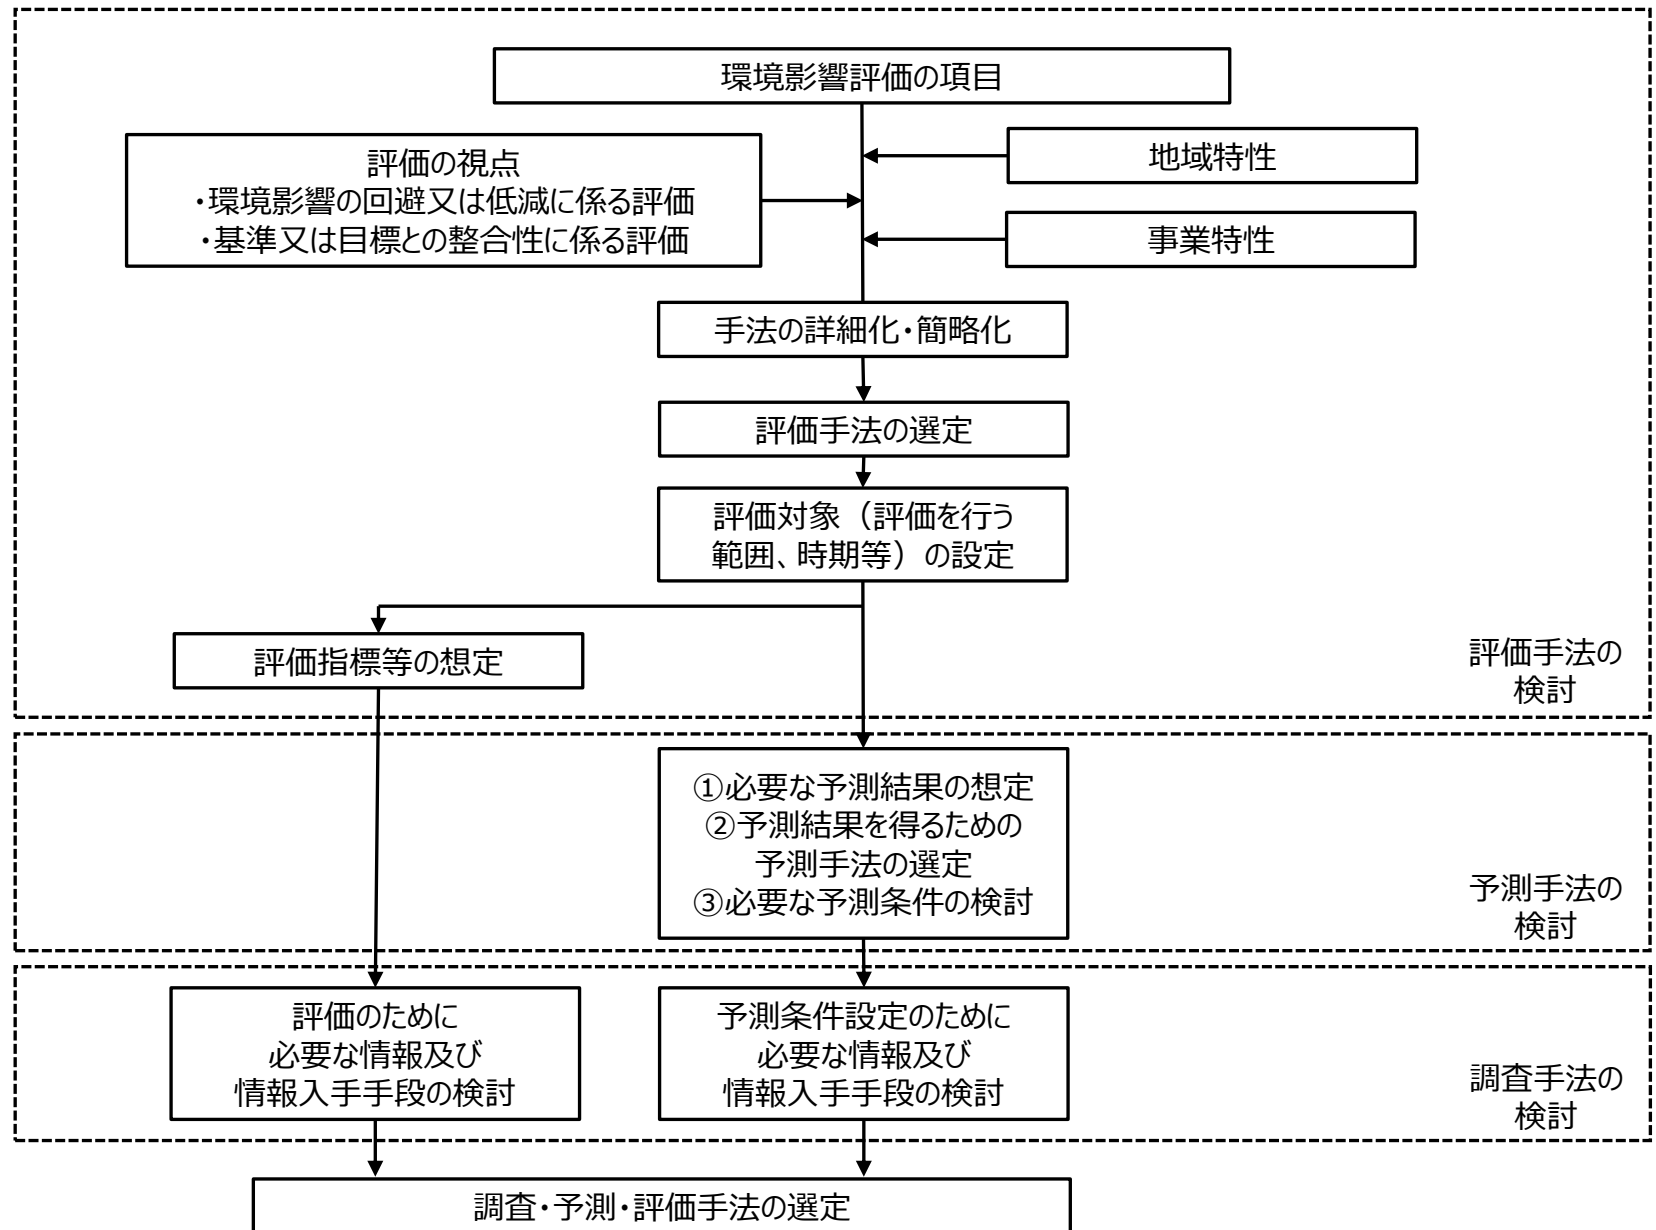 環境影響評価の項目
評価の視点
・環境影響の回避又は低減に係る評価
・基準又は目標との整合性に係る評価
地域特性
事業特性
手法の詳細化・簡略化
評価手法の選定
評価対象（評価を行う
範囲、時期等）の設定
評価指標等の想定
評価手法の
検討
①必要な予測結果の想定
②予測結果を得るための
予測手法の選定
③必要な予測条件の検討
予測手法の
検討
評価のために
必要な情報及び
情報入手手段の検討
予測条件設定のために
必要な情報及び
情報入手手段の検討
調査手法の
検討
調査・予測・評価手法の選定